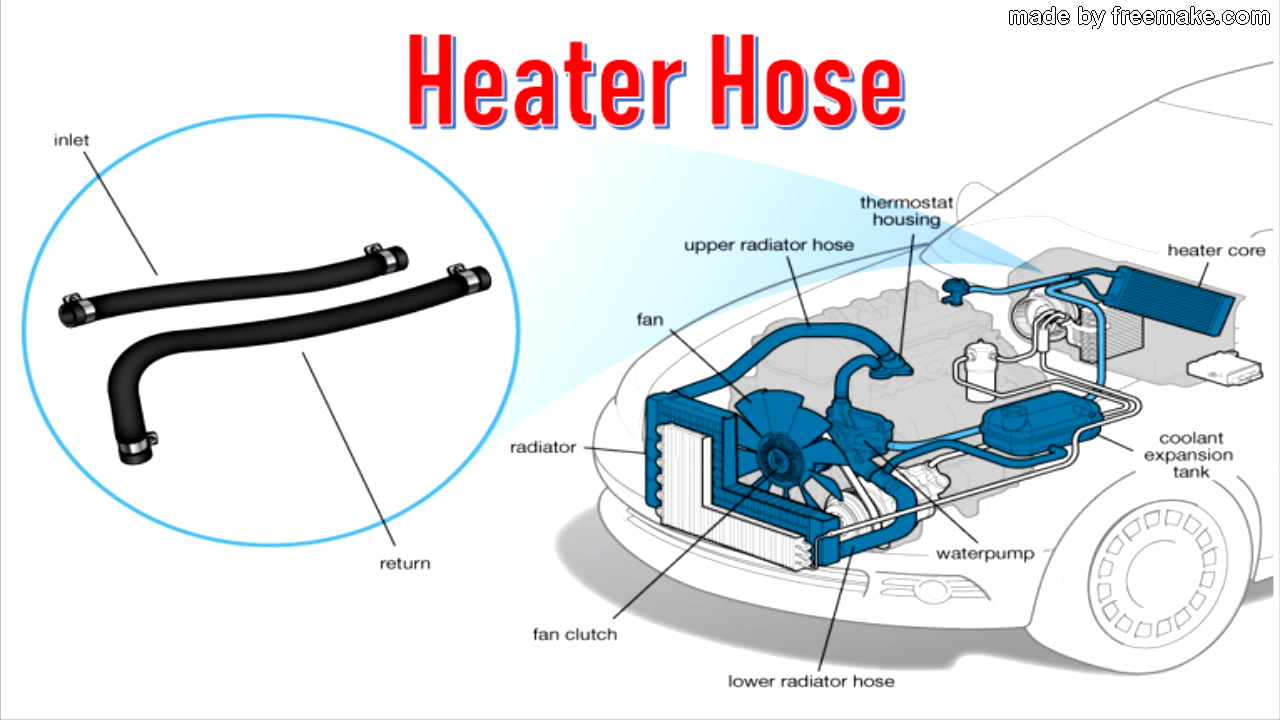 made by freemake.com
Heater Hose
inlet
thermostat
housing
upper radiator hose
heater core
fan
radiator
coolant
expansion
tank
waterpump
return
fan clutch
lower radiator hose